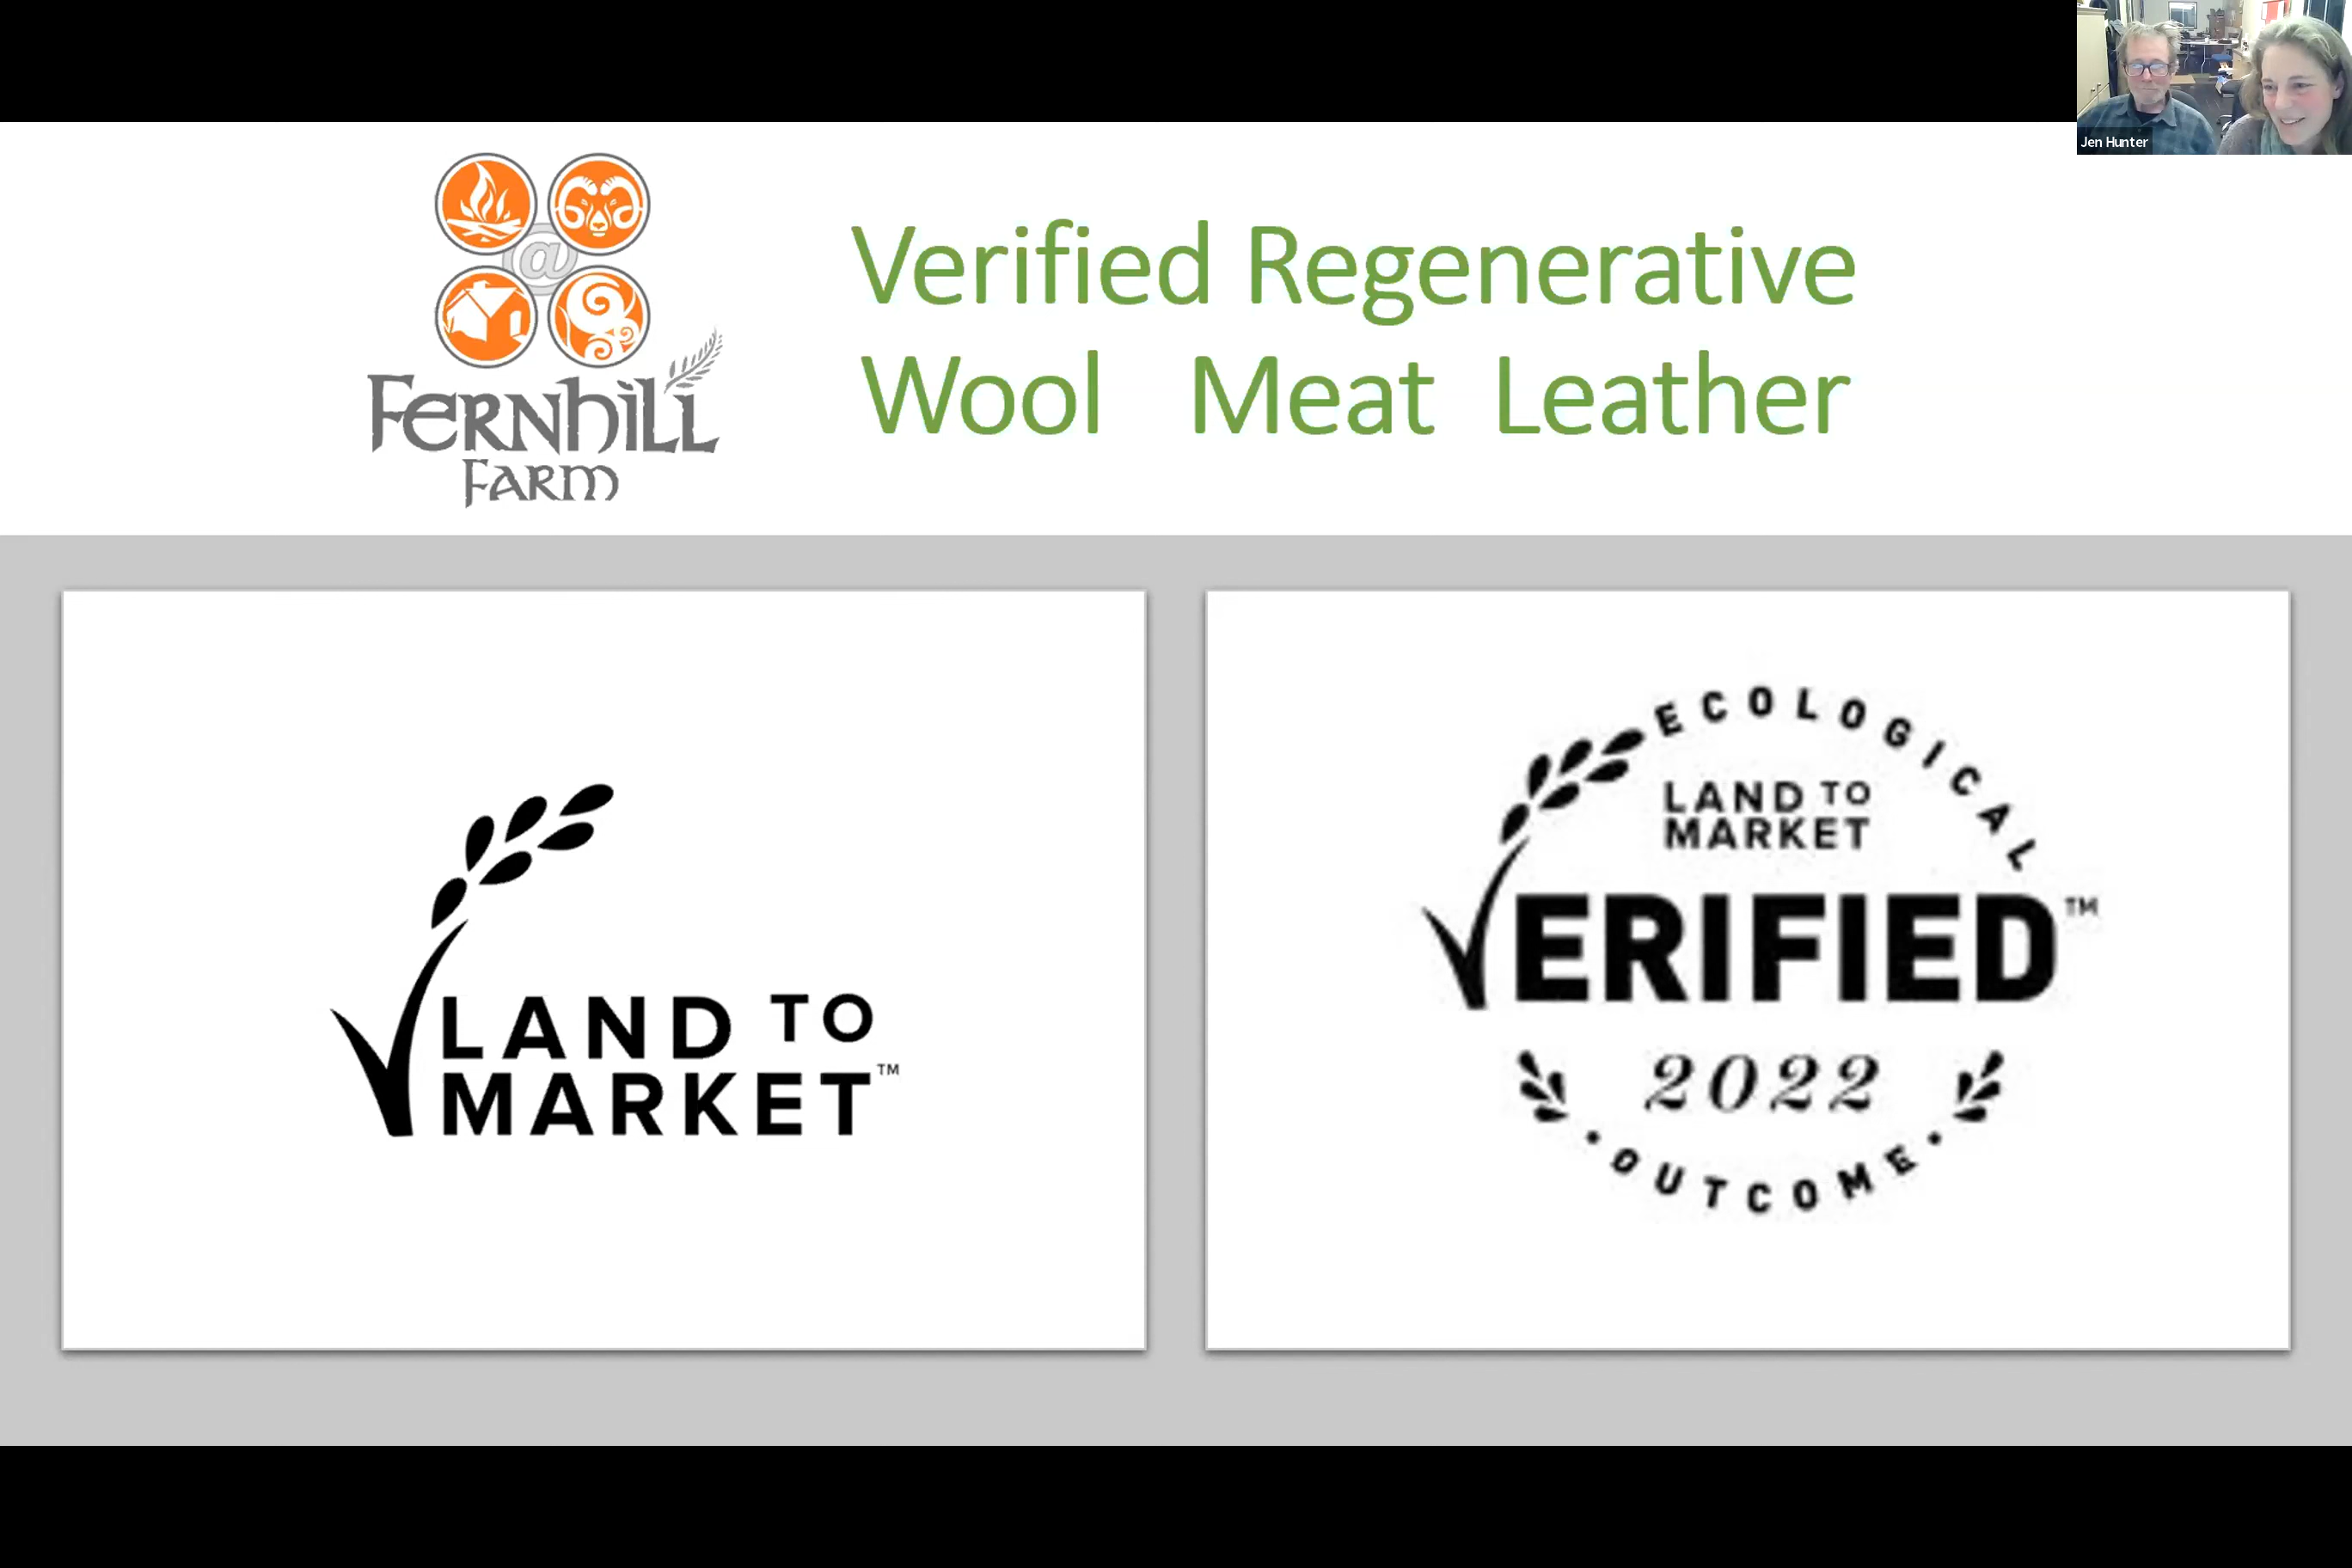 Jen Hunter
@
FERNhiLL
FARM
Verified Regenerative
Wool Meat Leather
LAND TO
MARKET™
ECOLOGICAL
LAND TO
MARKET
VERIFIED™
2022
•OUTCOME•